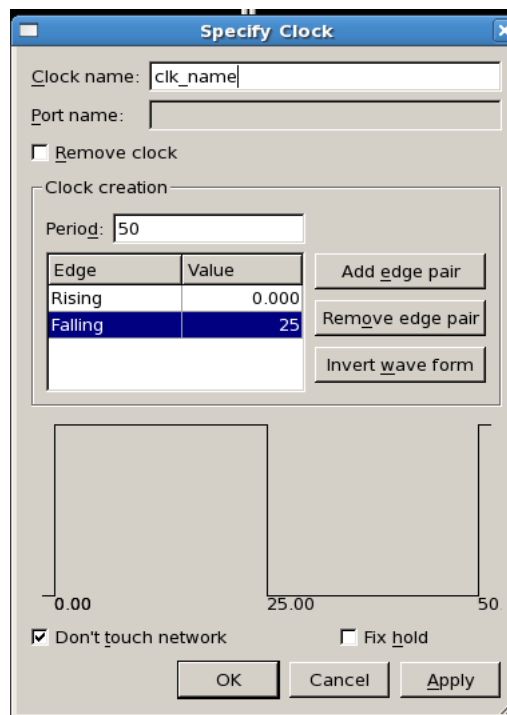 Specify Clock
Clock name: clk_name
Port name:
Remove clock
Clock creation
Period: 50
Edge Value
Rising 0.000
Falling 25
Add edge pair
Remove edge pair
Invert wave form
0.00 25.00 50.
Don't touch network Fix hold
OK Cancel Apply